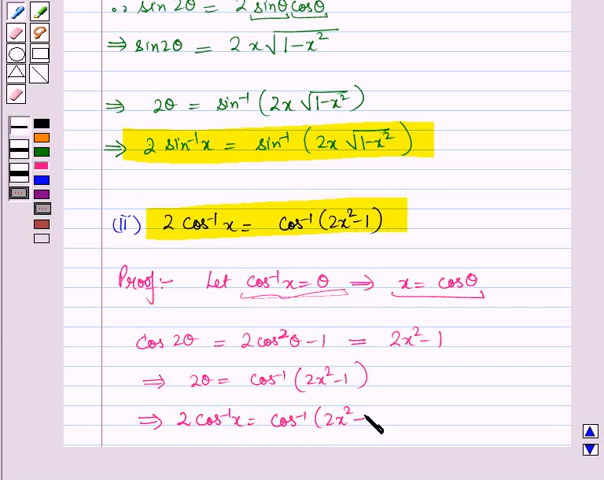 ∴ sin 2θ = 2 sinθ cosθ
⇒ sin2θ = 2x√(1-x²)
⇒ 2θ = sin⁻¹ (2x √(1-x²))
⇒ 2 sin⁻¹x = sin⁻¹ (2x √(1-x²))
(ii) 2 cos⁻¹x = cos⁻¹(2x²-1)
Proof:- Let cos⁻¹x = θ ⇒ x = cosθ
Cos 2θ = 2cos²θ-1 = 2x²-1
⇒ 2θ = cos⁻¹ (2x²-1)
⇒ 2 cos⁻¹x = cos⁻¹ (2x²-